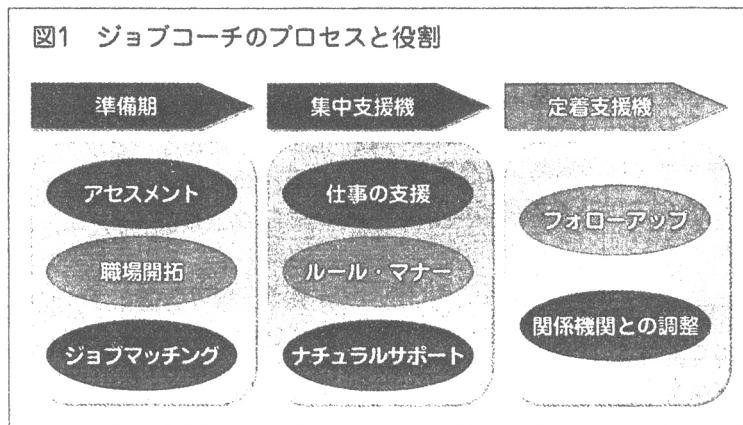 図1 ジョブコーチのプロセスと役割
準備期
アセスメント
職場開拓
ジョブマッチング
集中支援機
仕事の支援
ルール・マナー
ナチュラルサポート
定着支援機
フォローアップ
関係機関との調整